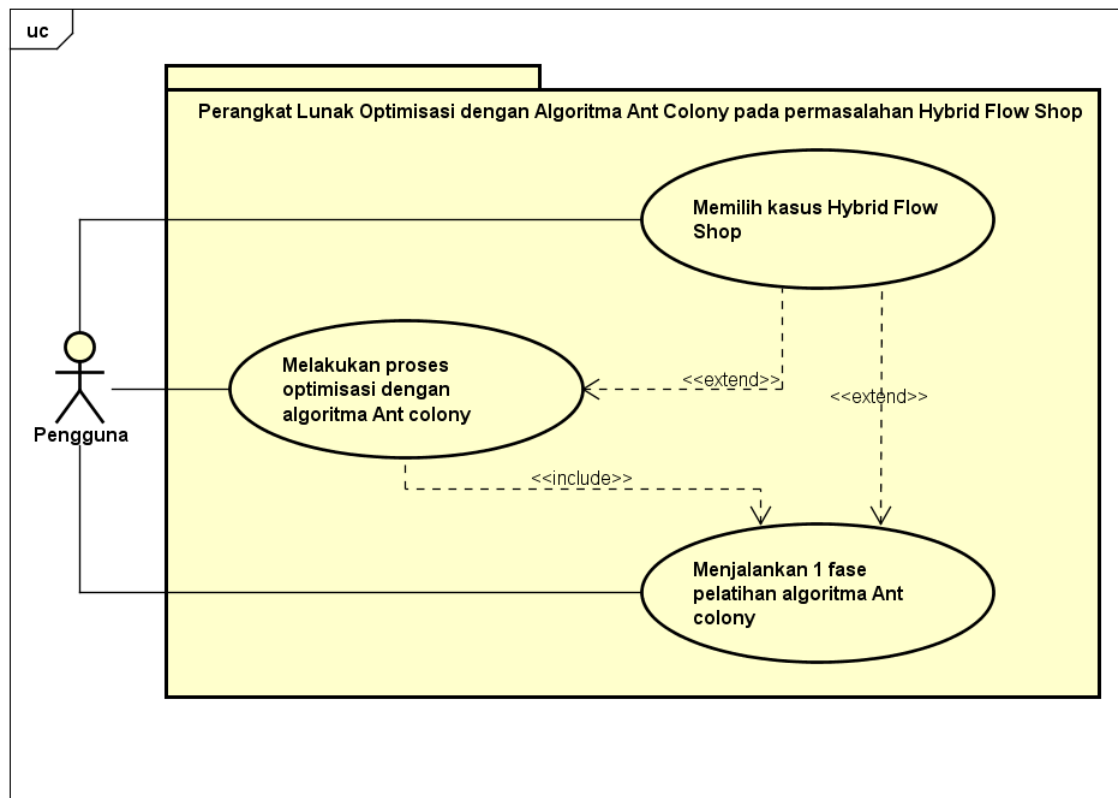 uc
Perangkat Lunak Optimisasi dengan Algoritma Ant Colony pada permasalahan Hybrid Flow Shop
Memilih kasus Hybrid Flow
Shop
Melakukan proses
optimisasi dengan
algoritma Ant colony
<<extend>>
<<extend>>
Pengguna
<<include>>
Menjalankan 1 fase
pelatihan algoritma Ant
colony